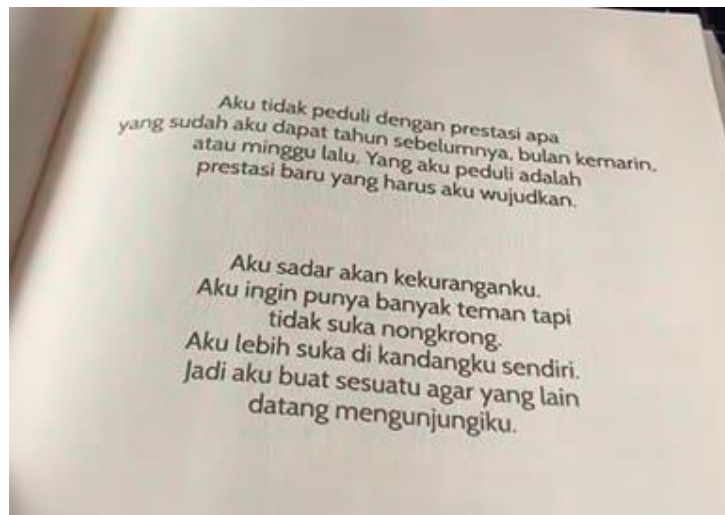 Aku tidak peduli dengan prestasi apa
yang sudah aku dapat tahun sebelumnya, bulan kemarin,
atau minggu lalu. Yang aku peduli adalah
prestasi baru yang harus aku wujudkan.
Aku sadar akan kekuranganku.
Aku ingin punya banyak teman tapi
tidak suka nongkrong.
Aku lebih suka di kandangku sendiri.
Jadi aku buat sesuatu agar yang lain
datang mengunjungiku.